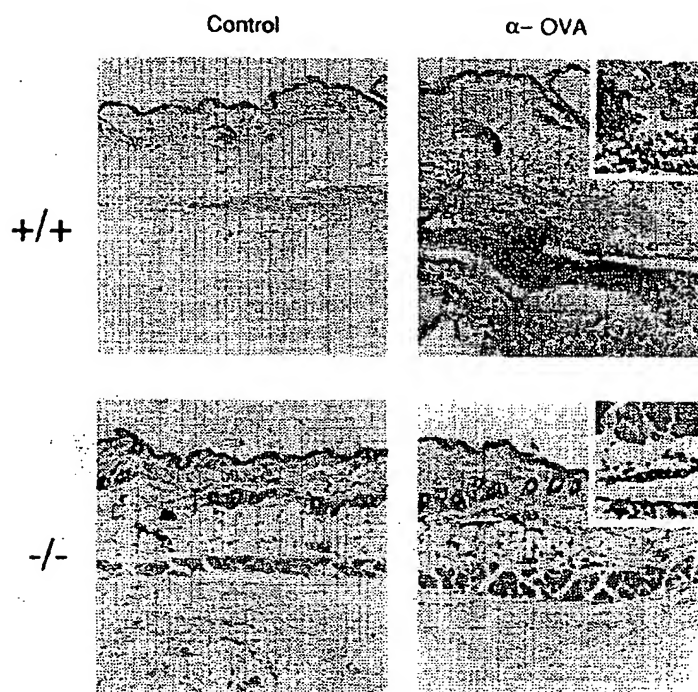 Control
α- OVA
+/+
-/-